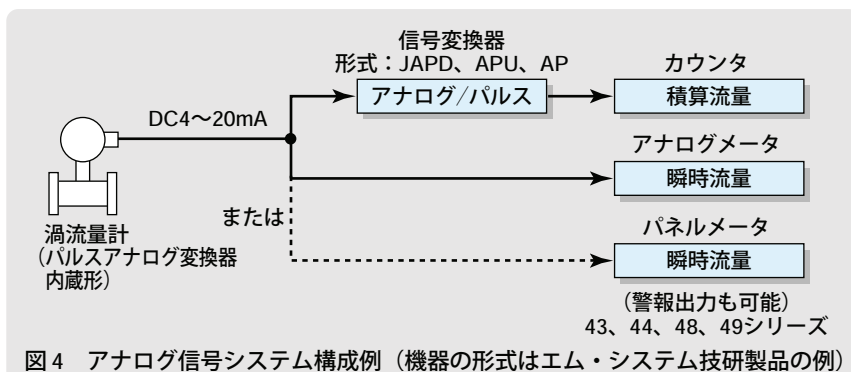 信号変換器
形式：JAPD、APU、AP
アナログ/パルス
カウンタ
積算流量
DC4〜20mA
アナログメータ
瞬時流量
または
パネルメータ
瞬時流量
渦流量計
（パルスアナログ変換器
内蔵形）
（警報出力も可能）
43、44、48、49シリーズ
図4　アナログ信号システム構成例（機器の形式はエム・システム技研製品の例）